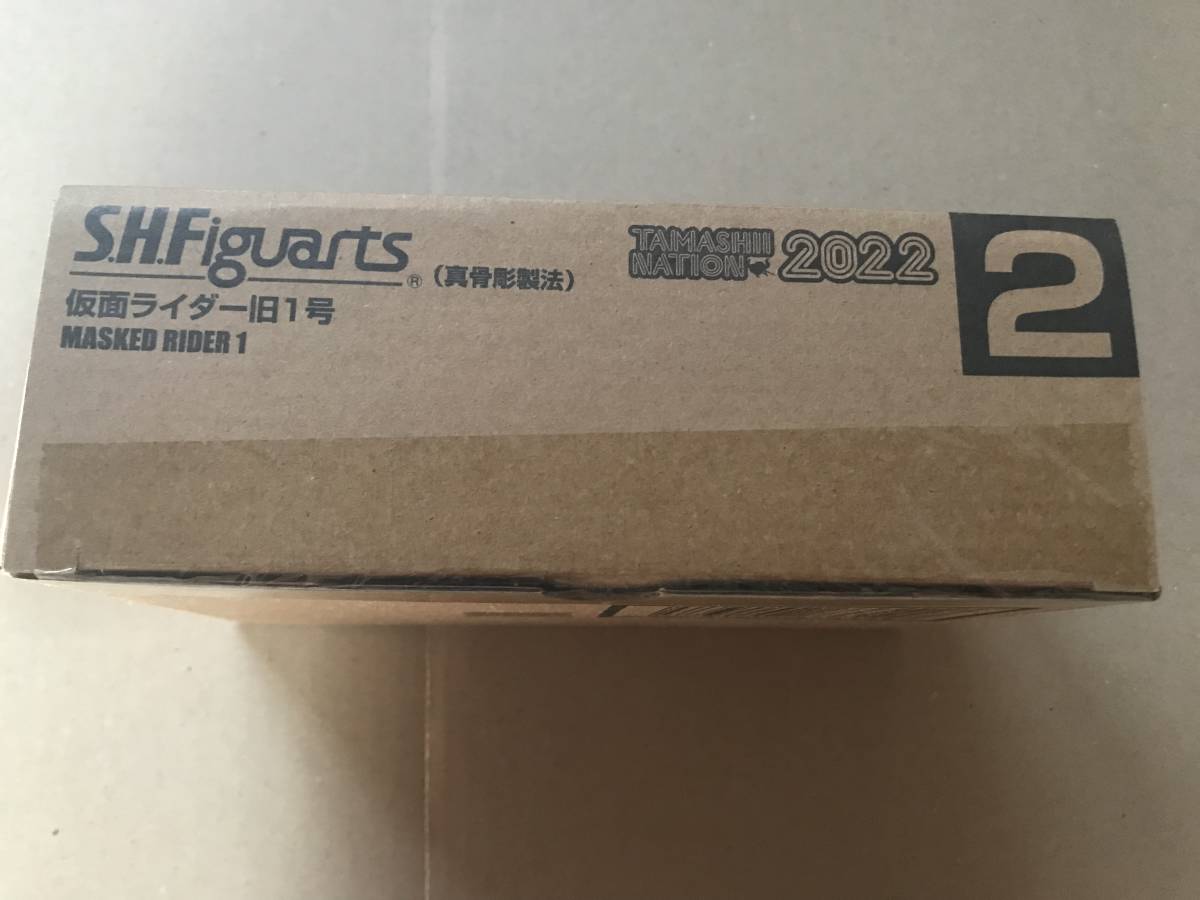 S.H.Figuarts® (真骨彫製法)
仮面ライダー旧1号
MASKED RIDER 1
TAMASHII
NATION 2022
2